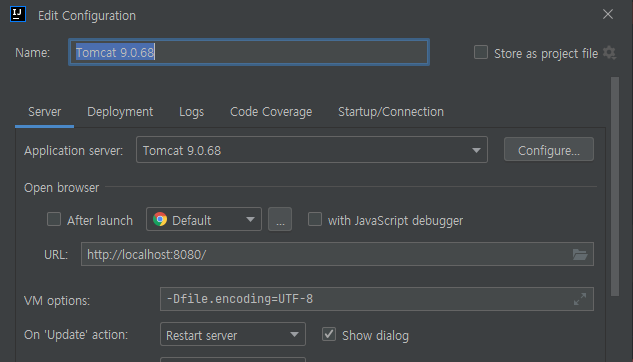 IJ
Edit Configuration
Name: Tomcat 9.0.68 Store as project file
Server Deployment Logs Code Coverage Startup/Connection
Application server: Tomcat 9.0.68 Configure...
Open browser
After launch Default ... with JavaScript debugger
URL: http://localhost:8080/
VM options: -Dfile.encoding=UTF-8
On 'Update' action: Restart server Show dialog